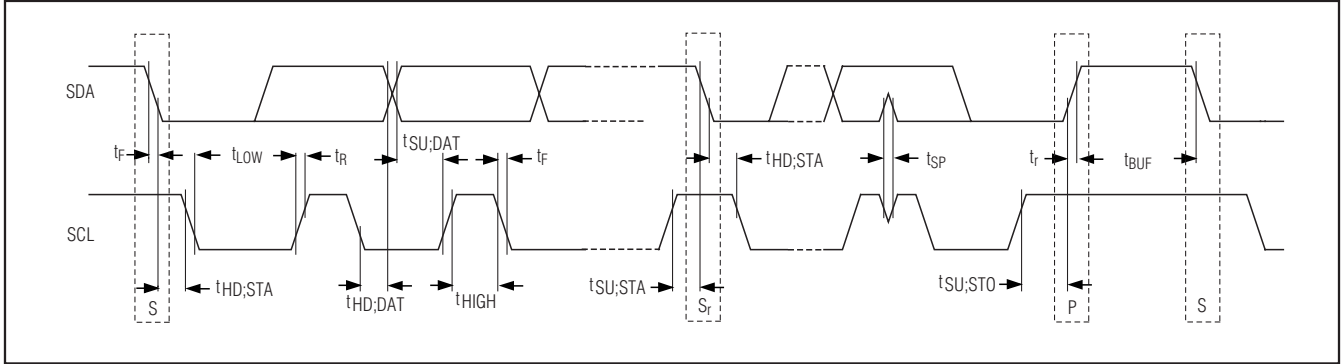 SDA
tF
tLOW
tR
tSU;DAT
tF
tHD;STA
tSP
tr
tBUF
SCL
tHD;STA
tHD;DAT
tHIGH
tSU;STA
tSU;STO
S
Sr
P
S